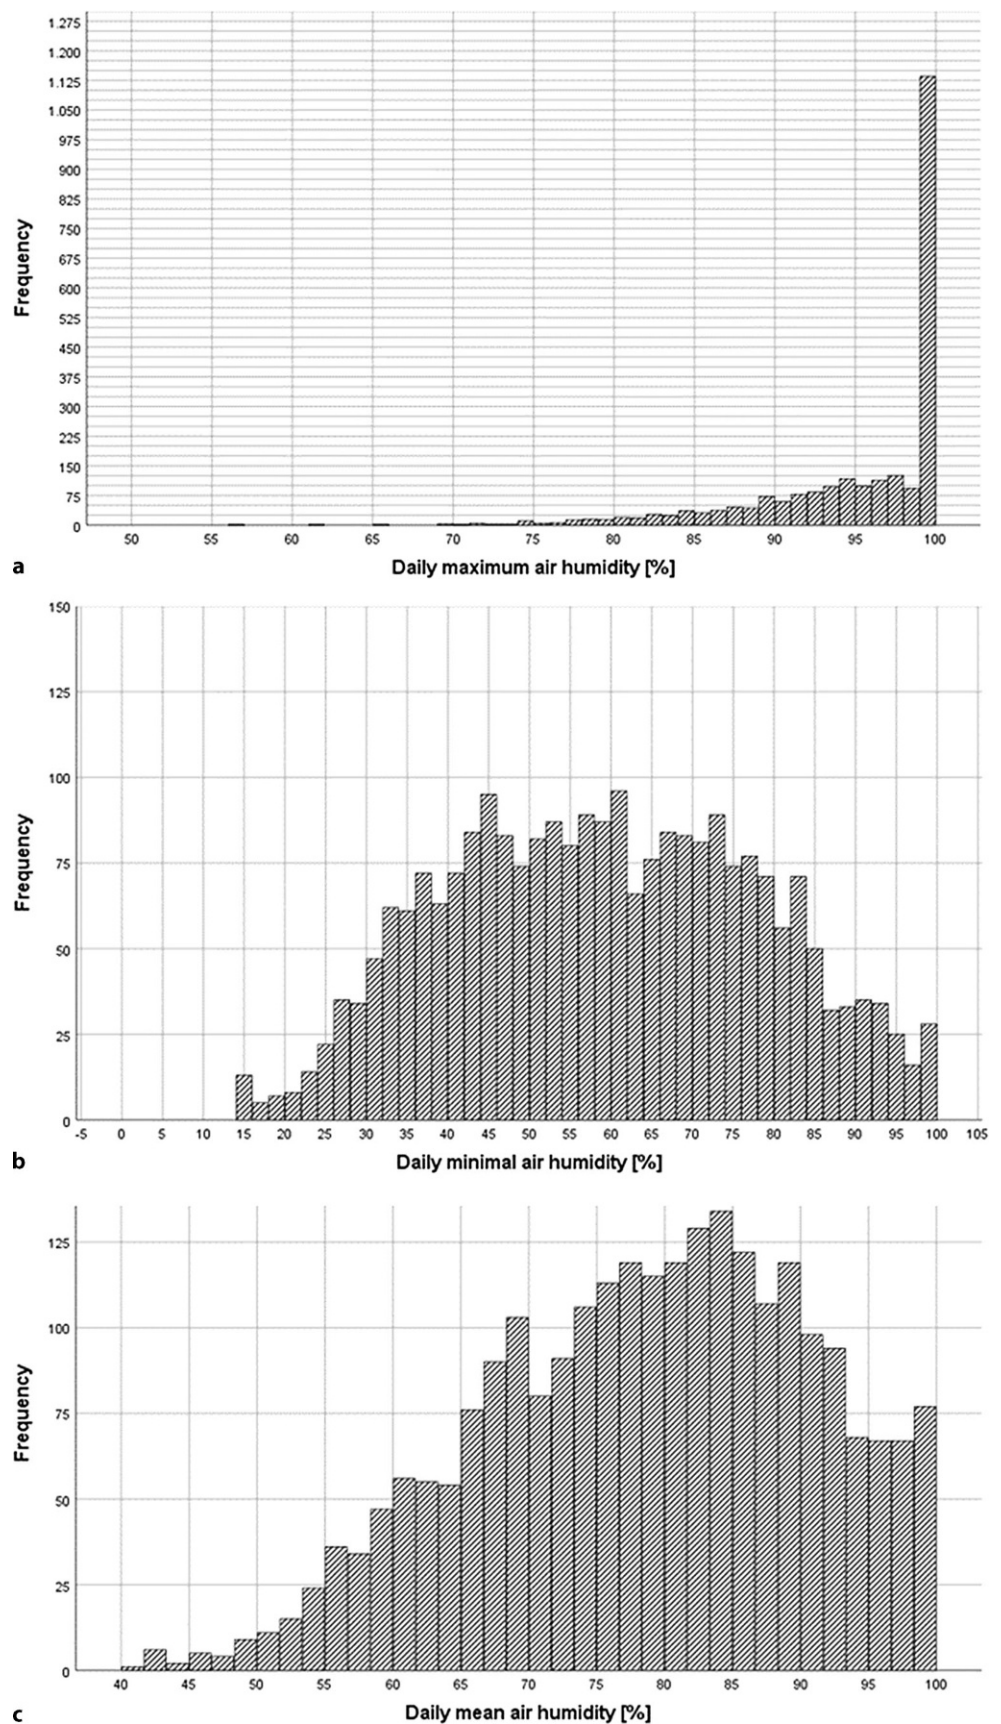 1.275
1.200
1.125
1.050
975
900
825
750
675
600
525
450
375
300
225
150
75
0
Frequency
50 55 60 65 70 75 80 85 90 95 100
Daily maximum air humidity [%]
a
150
125
100
75
50
25
0
Frequency
-5 0 5 10 15 20 25 30 35 40 45 50 55 60 65 70 75 80 85 90 95 100 105
Daily minimal air humidity [%]
b
125
100
75
50
25
0
Frequency
40 45 50 55 60 65 70 75 80 85 90 95 100
Daily mean air humidity [%]
c